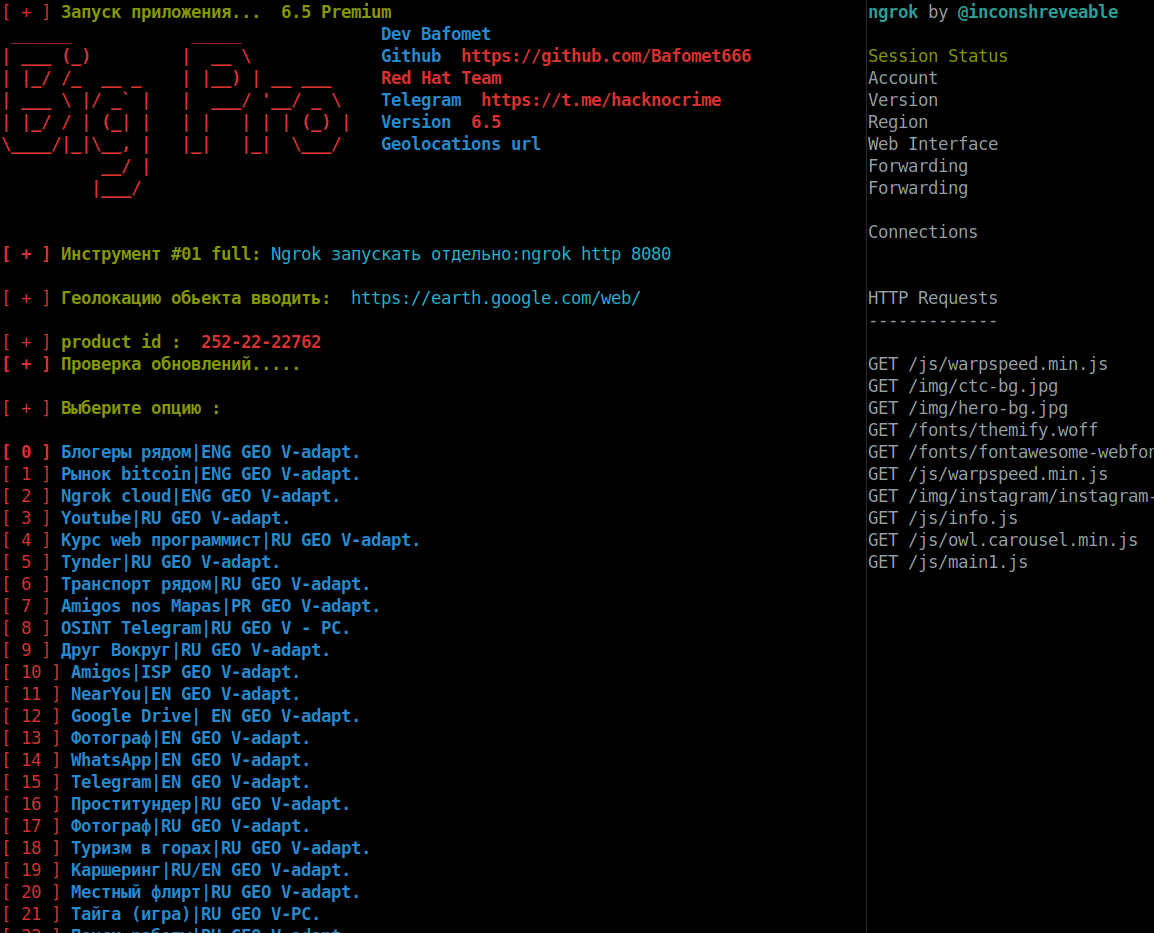 [ + ] Запуск приложения...  6.5 Premium
Dev Bafomet
Github  https://github.com/Bafomet666
Red Hat Team
Telegram  https://t.me/hacknocrime
Version  6.5
Geolocations url
Big Pro
[ + ] Инструмент #01 full: Ngrok запускать отдельно:ngrok http 8080
[ + ] Геолокацию обьекта вводить:  https://earth.google.com/web/
[ + ] product id :  252-22-22762
[ + ] Проверка обновлений.....
[ + ] Выберите опцию :
[ 0 ] Блогеры рядом|ENG GEO V-adapt.
[ 1 ] Рынок bitcoin|ENG GEO V-adapt.
[ 2 ] Ngrok cloud|ENG GEO V-adapt.
[ 3 ] Youtube|RU GEO V-adapt.
[ 4 ] Курс web программист|RU GEO V-adapt.
[ 5 ] Tynder|RU GEO V-adapt.
[ 6 ] Транспорт рядом|RU GEO V-adapt.
[ 7 ] Amigos nos Mapas|PR GEO V-adapt.
[ 8 ] OSINT Telegram|RU GEO V - PC.
[ 9 ] Друг Вокруг|RU GEO V-adapt.
[ 10 ] Amigos|ISP GEO V-adapt.
[ 11 ] NearYou|EN GEO V-adapt.
[ 12 ] Google Drive| EN GEO V-adapt.
[ 13 ] Фотограф|EN GEO V-adapt.
[ 14 ] WhatsApp|EN GEO V-adapt.
[ 15 ] Telegram|EN GEO V-adapt.
[ 16 ] Проститундер|RU GEO V-adapt.
[ 17 ] Фотограф|RU GEO V-adapt.
[ 18 ] Туризм в горах|RU GEO V-adapt.
[ 19 ] Каршеринг|RU/EN GEO V-adapt.
[ 20 ] Местный флирт|RU GEO V-adapt.
[ 21 ] Тайга (игра)|RU GEO V-PC.
ngrok by @inconshreveable
Session Status
Account
Version
Region
Web Interface
Forwarding
Forwarding
Connections
HTTP Requests
-------------
GET /js/warpspeed.min.js
GET /img/ctc-bg.jpg
GET /img/hero-bg.jpg
GET /fonts/themify.woff
GET /fonts/fontawesome-webfon
GET /js/warpspeed.min.js
GET /img/instagram/instagram-
GET /js/info.js
GET /js/owl.carousel.min.js
GET /js/main1.js